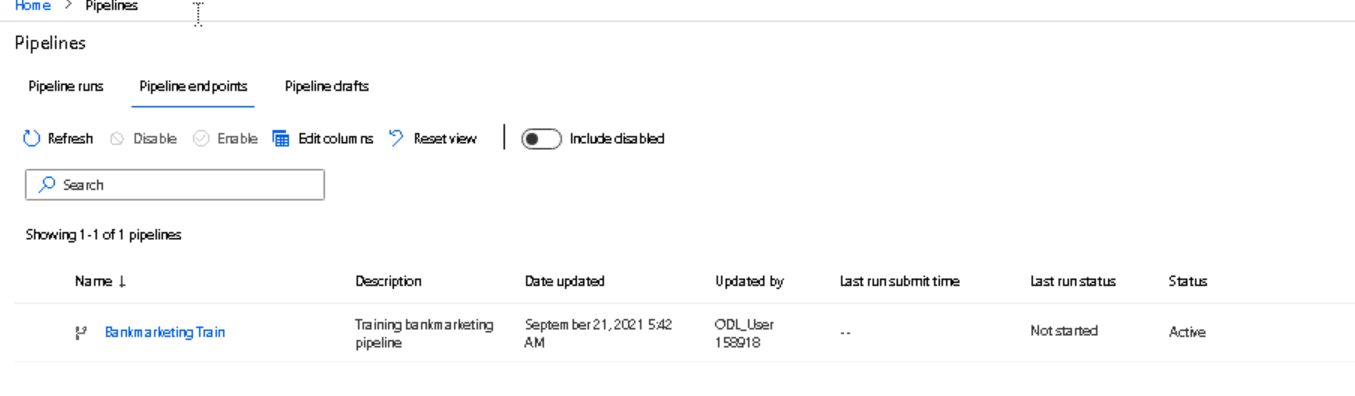 Home > Pipelines
Pipelines
Pipeline runs Pipeline endpoints Pipeline drafts
Refresh Disable Enable Edit columns Reset view Include disabled
Search
Showing 1-1 of 1 pipelines
Name ↓ Description Date updated Updated by Last run submit time Last run status Status
Bankmarketing Train Training bankmarketing September 21, 2021 5:42 ODL_User -- Not started Active
pipeline AM 158918